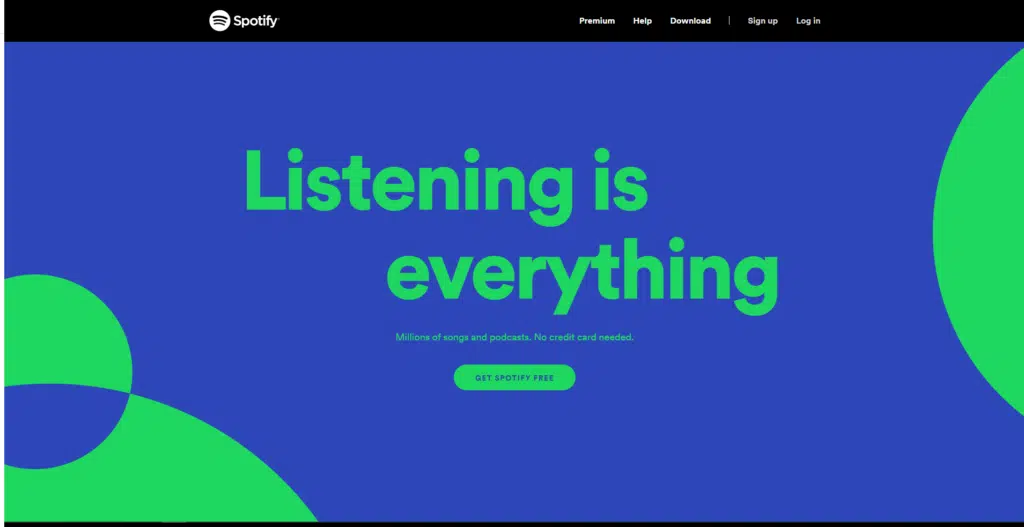 Spotify®
Premium Help Download | Sign up Log in
Listening is
everything
Millions of songs and podcasts. No credit card needed.
GET SPOTIFY FREE